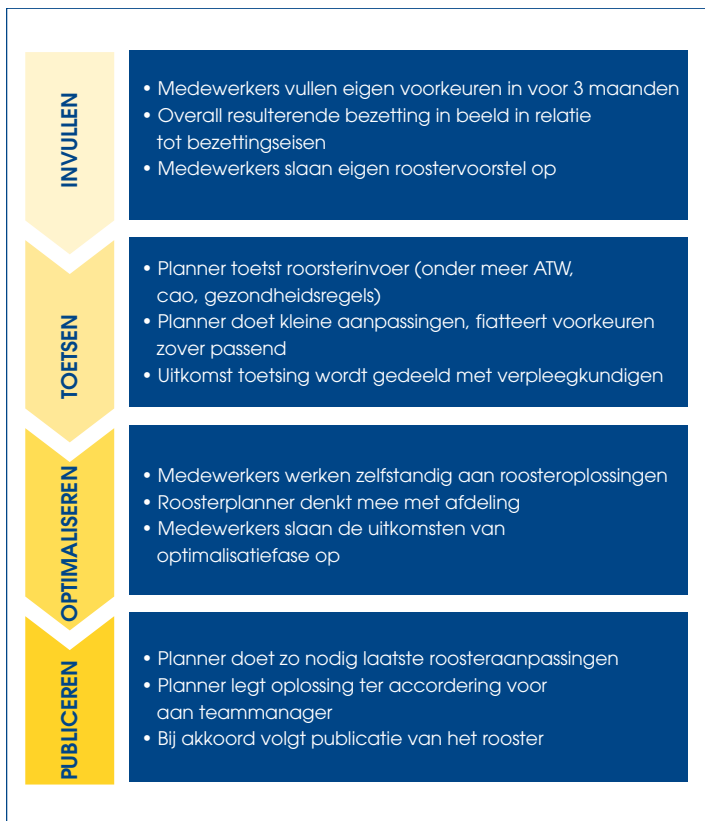 INVULLEN
• Medewerkers vullen eigen voorkeuren in voor 3 maanden
• Overall resulterende bezetting in beeld in relatie
tot bezettingseisen
• Medewerkers slaan eigen roostervoorstel op
TOETSEN
• Planner toetst roorsterinvoer (onder meer ATW,
cao, gezondheidsregels)
• Planner doet kleine aanpassingen, fiatteert voorkeuren
zover passend
• Uitkomst toetsing wordt gedeeld met verpleegkundigen
OPTIMALISEREN
• Medewerkers werken zelfstandig aan roosteroplossingen
• Roosterplanner denkt mee met afdeling
• Medewerkers slaan de uitkomsten van
optimalisatiefase op
PUBLICEREN
• Planner doet zo nodig laatste roosteraanpassingen
• Planner legt oplossing ter accordering voor
aan teammanager
• Bij akkoord volgt publicatie van het rooster